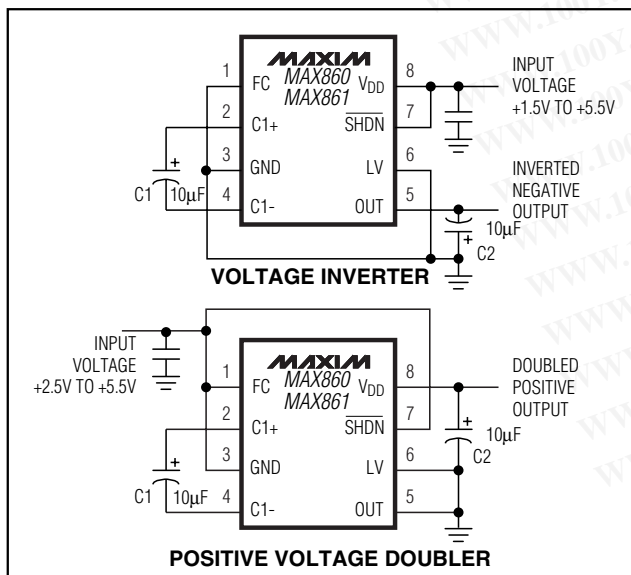 MAXIM
MAX860
MAX861
1 FC
2 C1+
3 GND
4 C1-
VDD 8
SHDN 7
LV 6
OUT 5
C1 + 10µF
INPUT
VOLTAGE
+1.5V TO +5.5V
INVERTED
NEGATIVE
OUTPUT
10µF
+ C2
VOLTAGE INVERTER
INPUT
VOLTAGE
+2.5V TO +5.5V
MAXIM
MAX860
MAX861
1 FC
2 C1+
3 GND
4 C1-
VDD 8
SHDN 7
LV 6
OUT 5
C1 + 10µF
DOUBLED
POSITIVE
OUTPUT
+ 10µF
C2
POSITIVE VOLTAGE DOUBLER